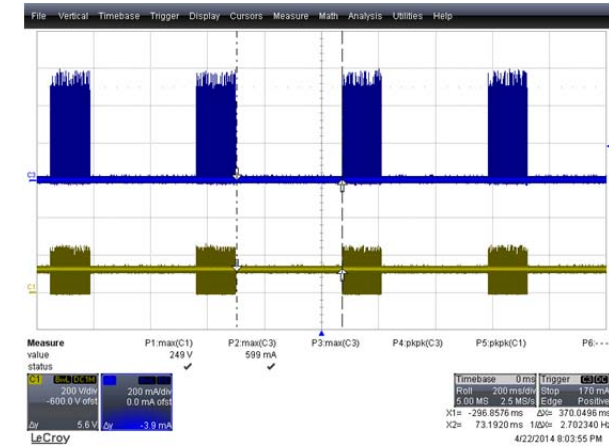 File Vertical Timebase Trigger Display Cursors Measure Math Analysis Utilities Help
C3
C1
Measure P1:max(C1) P2:max(C3) P3:max(C3) P4:pkpk(C3) P5:pkpk(C1) P6:---
value 249 V 599 mA
status
C1 BwL DC1M
200 V/div
-600.0 V ofst
Δy 5.6 V
200 mA/div
0.0 mA ofst
Δy -3.9 mA
Timebase 0 ms
Roll 200 ms/div
5.00 MS 2.5 MS/s
Trigger C3 DC
Stop 170 mA
Edge Positive
X1= -296.8576 ms ΔX= 370.0496 ms
X2= 73.1920 ms 1/ΔX= 2.702340 Hz
LeCroy
4/22/2014 8:03:55 PM